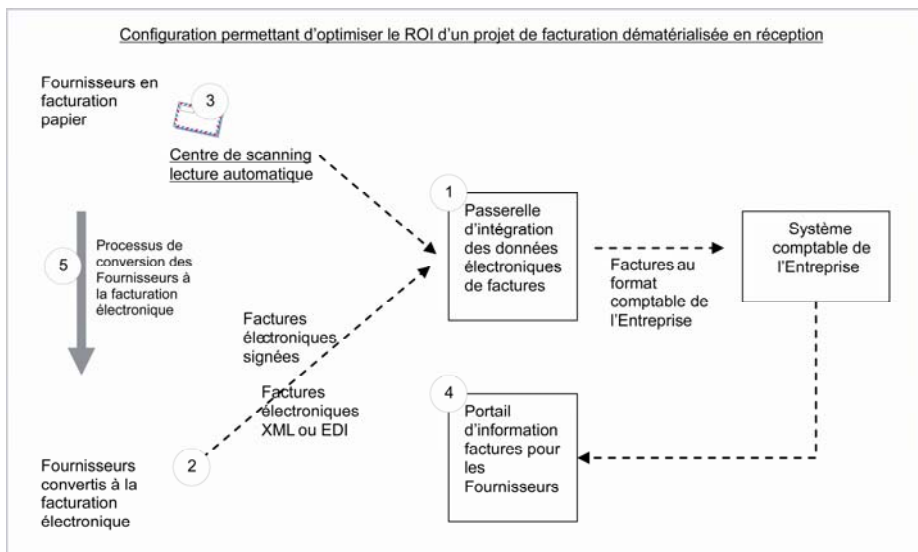 Configuration permettant d'optimiser le ROI d'un projet de facturation dématérialisée en réception
Fournisseurs en
facturation
papier
3
Centre de scanning
lecture automatique
1
Passerelle
d'intégration
des données
électroniques
de factures
Système
comptable de
l'Entreprise
Factures au
format
comptable de
l'Entreprise
5
Processus de
conversion des
Fournisseurs à
la facturation
électronique
Factures
électroniques
signées
Factures
électroniques
XML ou EDI
4
Portail
d'information
factures pour
les
Fournisseurs
2
Fournisseurs
convertis à la
facturation
électronique